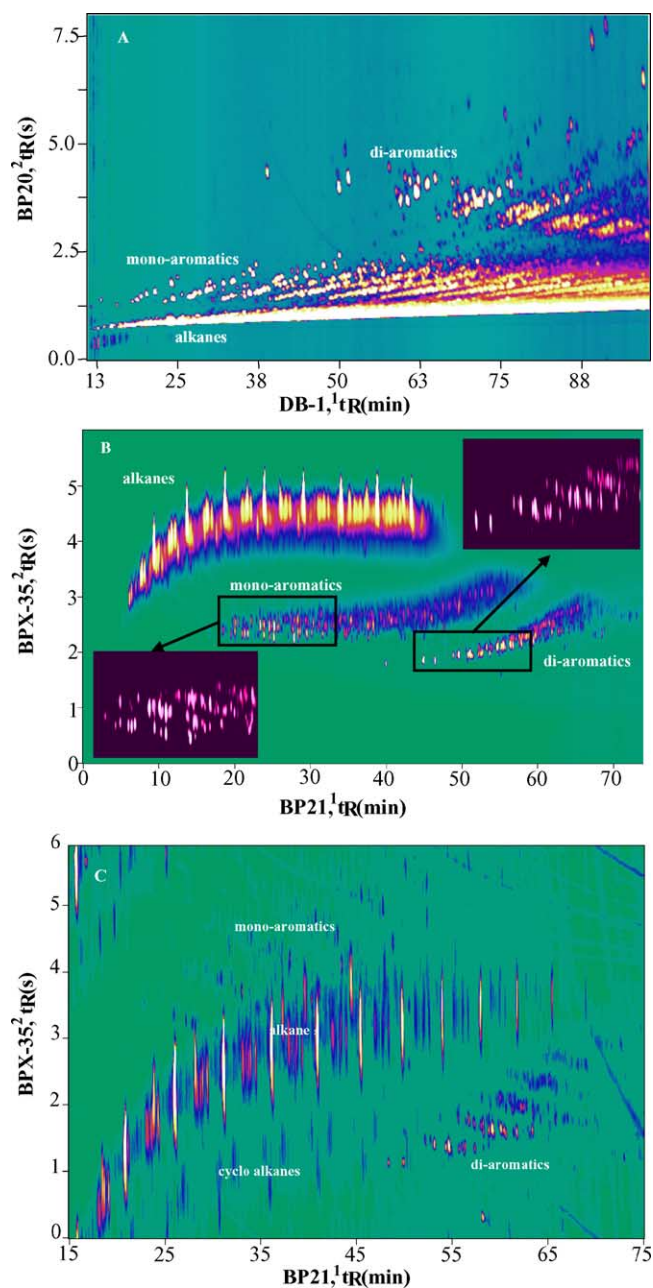 A
7.5
5.0
2.5
0.0
BP20,²tR(s)
di-aromatics
mono-aromatics
alkanes
13 25 38 50 63 75 88
DB-1,¹tR(min)
B
5
4
3
2
1
0
BPX-35,²tR(s)
alkanes
mono-aromatics
di-aromatics
0 10 20 30 40 50 60 70
BP21,¹tR(min)
C
6
5
4
3
2
1
0
BPX-35,²tR(s)
mono-aromatics
alkane s
cyclo alkanes
di-aromatics
15 25 35 45 55 65 75
BP21,¹tR(min)